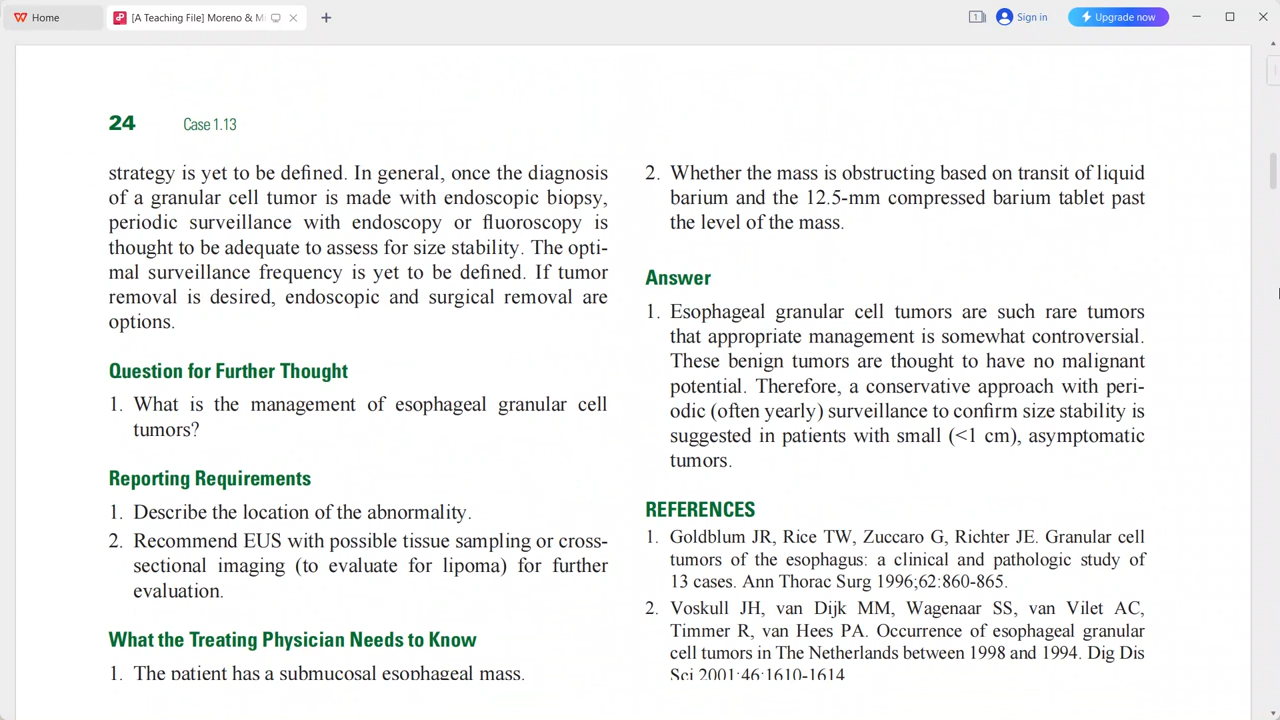 Home
[A Teaching File] Moreno & M
1
Sign in
Upgrade now
24 Case 1.13
strategy is yet to be defined. In general, once the diagnosis
of a granular cell tumor is made with endoscopic biopsy,
periodic surveillance with endoscopy or fluoroscopy is
thought to be adequate to assess for size stability. The opti-
mal surveillance frequency is yet to be defined. If tumor
removal is desired, endoscopic and surgical removal are
options.
Question for Further Thought
1. What is the management of esophageal granular cell
tumors?
Reporting Requirements
1. Describe the location of the abnormality.
2. Recommend EUS with possible tissue sampling or cross-
sectional imaging (to evaluate for lipoma) for further
evaluation.
What the Treating Physician Needs to Know
1. The patient has a submucosal esophageal mass.
2. Whether the mass is obstructing based on transit of liquid
barium and the 12.5-mm compressed barium tablet past
the level of the mass.
Answer
1. Esophageal granular cell tumors are such rare tumors
that appropriate management is somewhat controversial.
These benign tumors are thought to have no malignant
potential. Therefore, a conservative approach with peri-
odic (often yearly) surveillance to confirm size stability is
suggested in patients with small (<1 cm), asymptomatic
tumors.
REFERENCES
1. Goldblum JR, Rice TW, Zuccaro G, Richter JE. Granular cell
tumors of the esophagus: a clinical and pathologic study of
13 cases. Ann Thorac Surg 1996;62:860-865.
2. Voskull JH, van Dijk MM, Wagenaar SS, van Vilet AC,
Timmer R, van Hees PA. Occurrence of esophageal granular
cell tumors in The Netherlands between 1998 and 1994. Dig Dis
Sci 2001;46:1610-1614